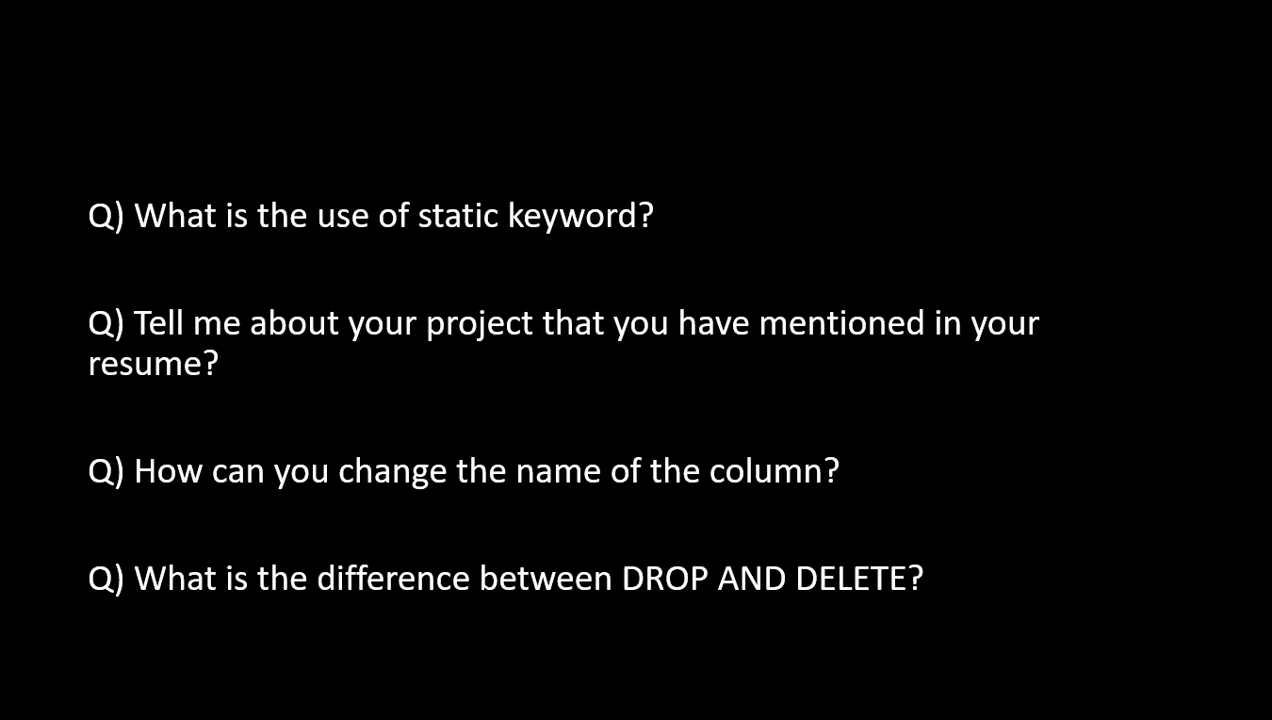 Q) What is the use of static keyword?
Q) Tell me about your project that you have mentioned in your
resume?
Q) How can you change the name of the column?
Q) What is the difference between DROP AND DELETE?